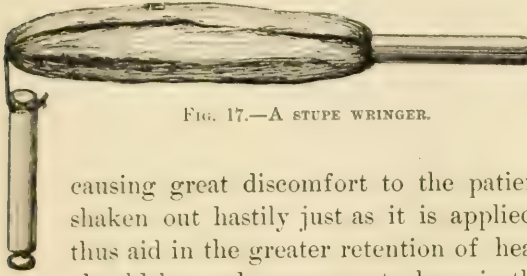 FIG. 17.—A STUPE WRINGER.
causing great discomfort to the patien
shaken out hastily just as it is applied
thus aid in the greater retention of hea